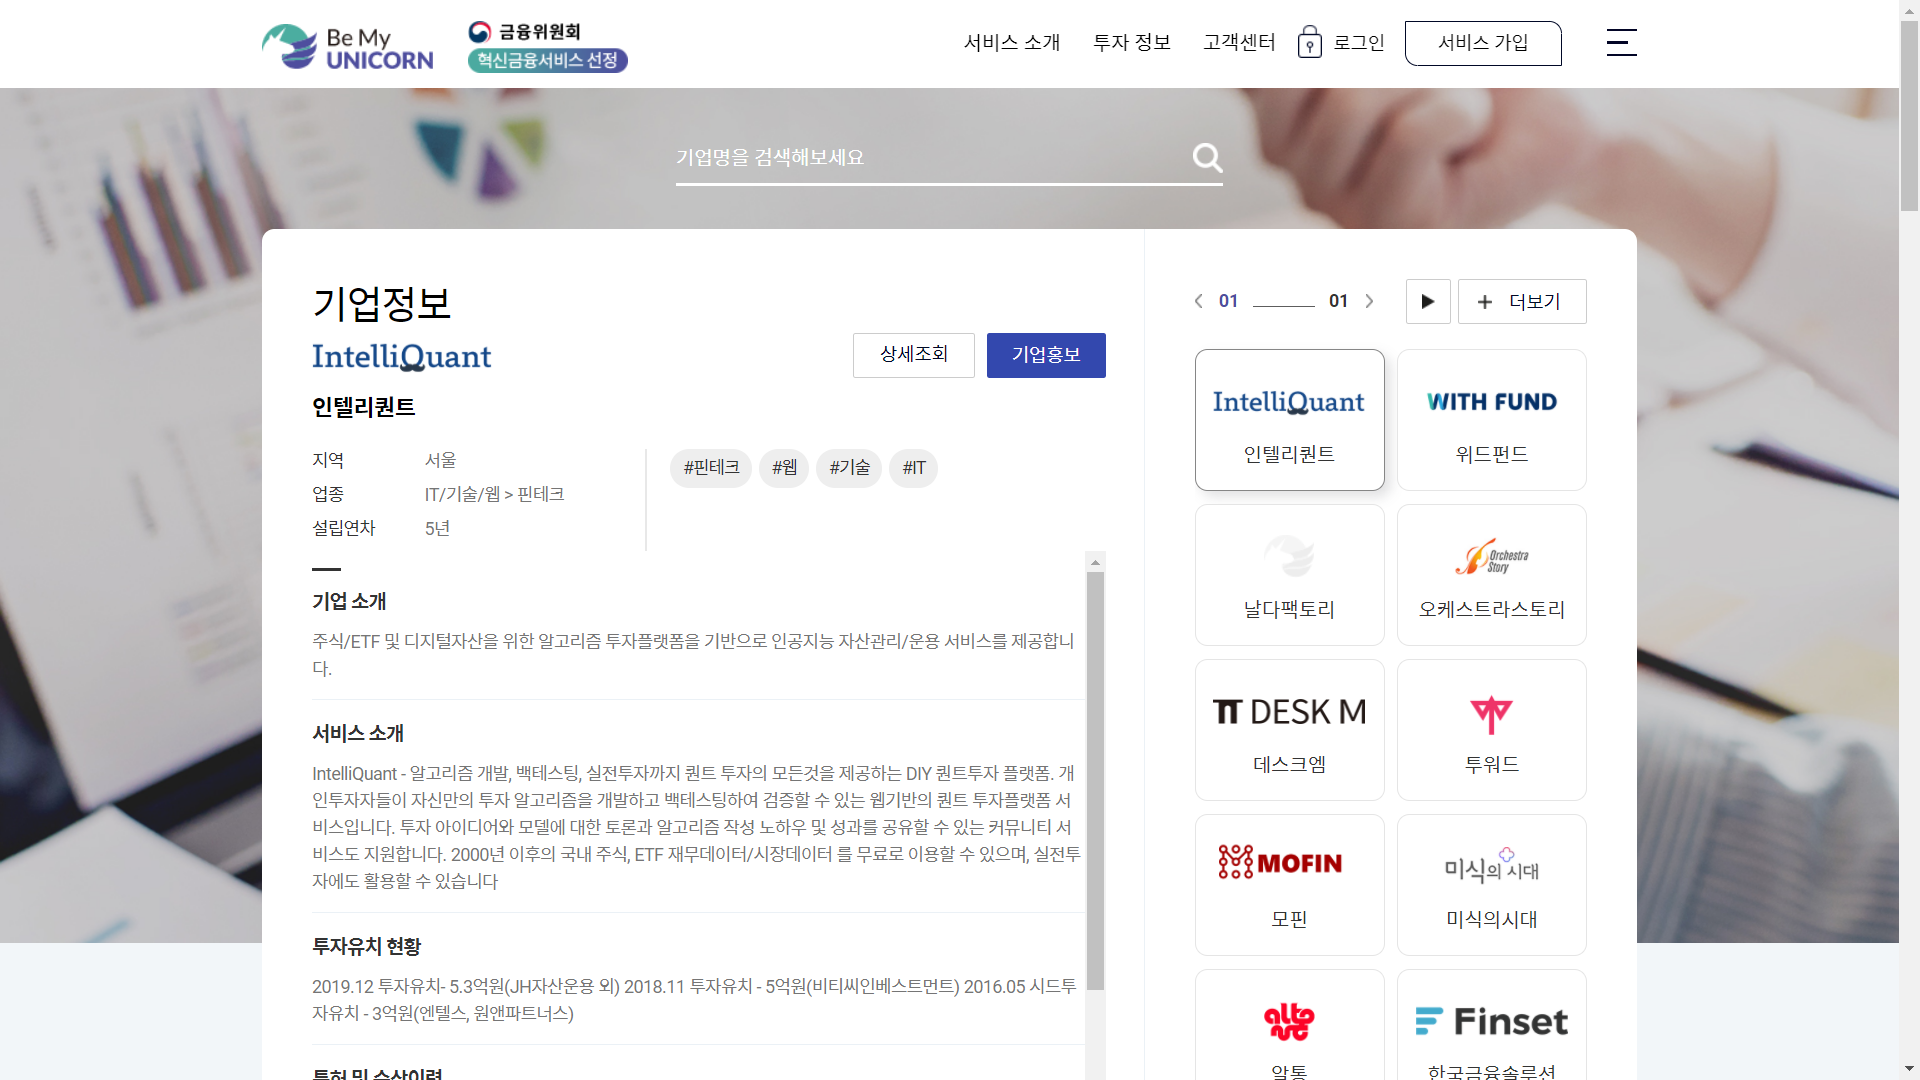 Be My
UNICORN
금융위원회
혁신금융서비스 선정
서비스 소개
투자 정보
고객센터
로그인
서비스 가입
기업명을 검색해보세요
기업정보
IntelliQuant
상세조회
기업홍보
인텔리퀀트
지역
서울
업종
IT/기술/웹 > 핀테크
설립연차
5년
#핀테크
#웹
#기술
#IT
기업 소개
주식/ETF 및 디지털자산을 위한 알고리즘 투자플랫폼을 기반으로 인공지능 자산관리/운용 서비스를 제공합니
다.
서비스 소개
IntelliQuant - 알고리즘 개발, 백테스팅, 실전투자까지 퀀트 투자의 모든것을 제공하는 DIY 퀀트투자 플랫폼. 개
인투자자들이 자신만의 투자 알고리즘을 개발하고 백테스팅하여 검증할 수 있는 웹기반의 퀀트 투자플랫폼 서
비스입니다. 투자 아이디어와 모델에 대한 토론과 알고리즘 작성 노하우 및 성과를 공유할 수 있는 커뮤니티 서
비스도 지원합니다. 2000년 이후의 국내 주식, ETF 재무데이터/시장데이터 를 무료로 이용할 수 있으며, 실전투
자에도 활용할 수 있습니다
투자유치 현황
2019.12 투자유치- 5.3억원(JH자산운용 외) 2018.11 투자유치 - 5억원(비티씨인베스트먼트) 2016.05 시드투
자유치 - 3억원(엔텔스, 원앤파트너스)
특허 및 수상이력
01
01
더보기
IntelliQuant
인텔리퀀트
WITH FUND
위드펀드
날다팩토리
Orchestra
Story
오케스트라스토리
DESK M
데스크엠
투워드
MOFIN
모핀
미식의 시대
미식의시대
알통
Finset
한국금융솔루션